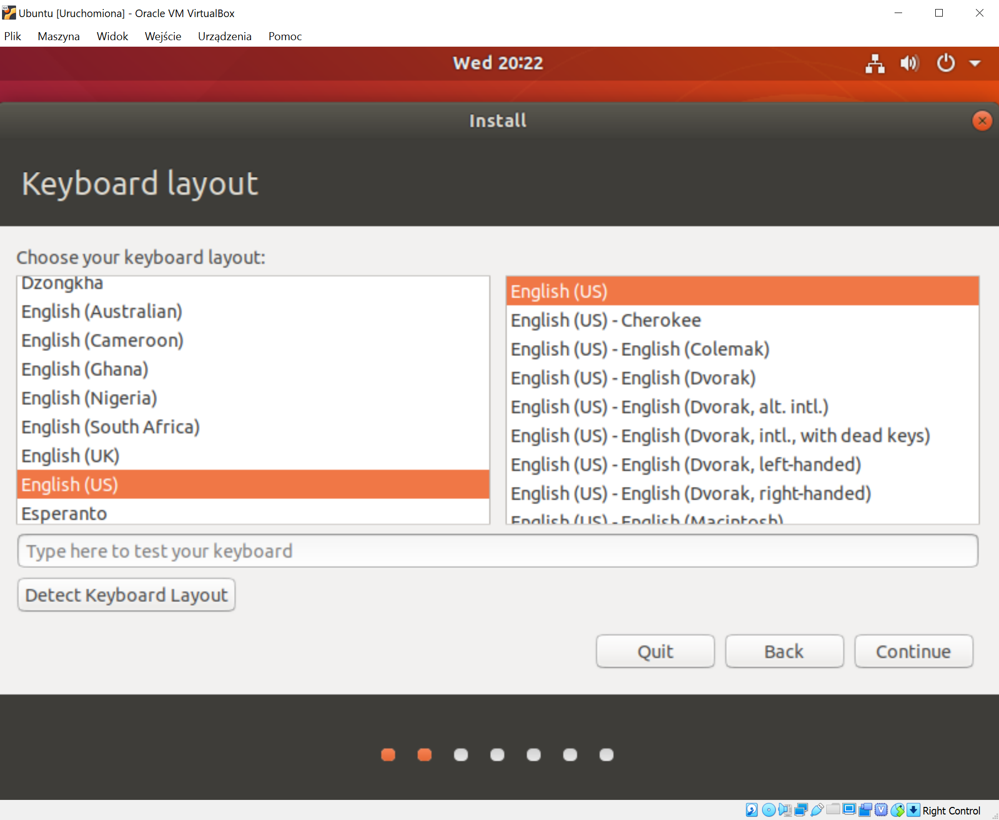 Ubuntu [Uruchomiona] - Oracle VM VirtualBox
Plik Maszyna Widok Wejście Urządzenia Pomoc
Wed 20:22
Install
Keyboard layout
Choose your keyboard layout:
Dzongkha
English (Australian)
English (Cameroon)
English (Ghana)
English (Nigeria)
English (South Africa)
English (UK)
English (US)
Esperanto
English (US)
English (US) - Cherokee
English (US) - English (Colemak)
English (US) - English (Dvorak)
English (US) - English (Dvorak, alt. intl.)
English (US) - English (Dvorak, intl., with dead keys)
English (US) - English (Dvorak, left-handed)
English (US) - English (Dvorak, right-handed)
English (US) - English (Macintosh)
Type here to test your keyboard
Detect Keyboard Layout
Quit Back Continue
Right Control